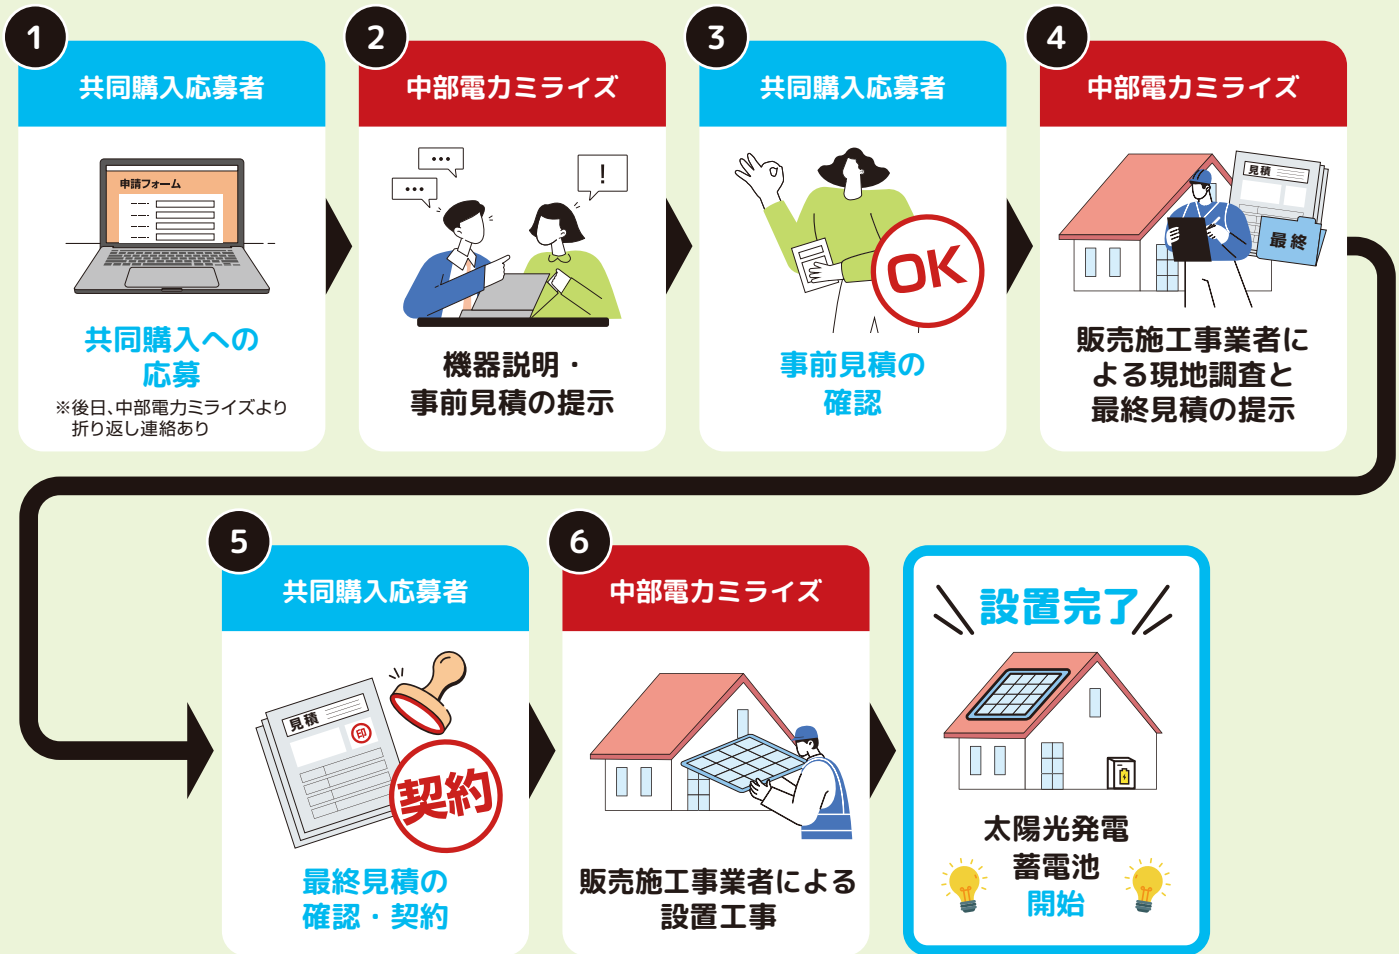 1
共同購入応募者
申請フォーム
共同購入への
応募
※後日、中部電力ミライズより
折り返し連絡あり
2
中部電力ミライズ
...
...
!
機器説明・
事前見積の提示
3
共同購入応募者
OK
事前見積の
確認
4
中部電力ミライズ
見積
最終
販売施工事業者に
よる現地調査と
最終見積の提示
5
共同購入応募者
見積
印
契約
最終見積の
確認・契約
6
中部電力ミライズ
販売施工事業者による
設置工事
設置完了
太陽光発電
蓄電池
開始